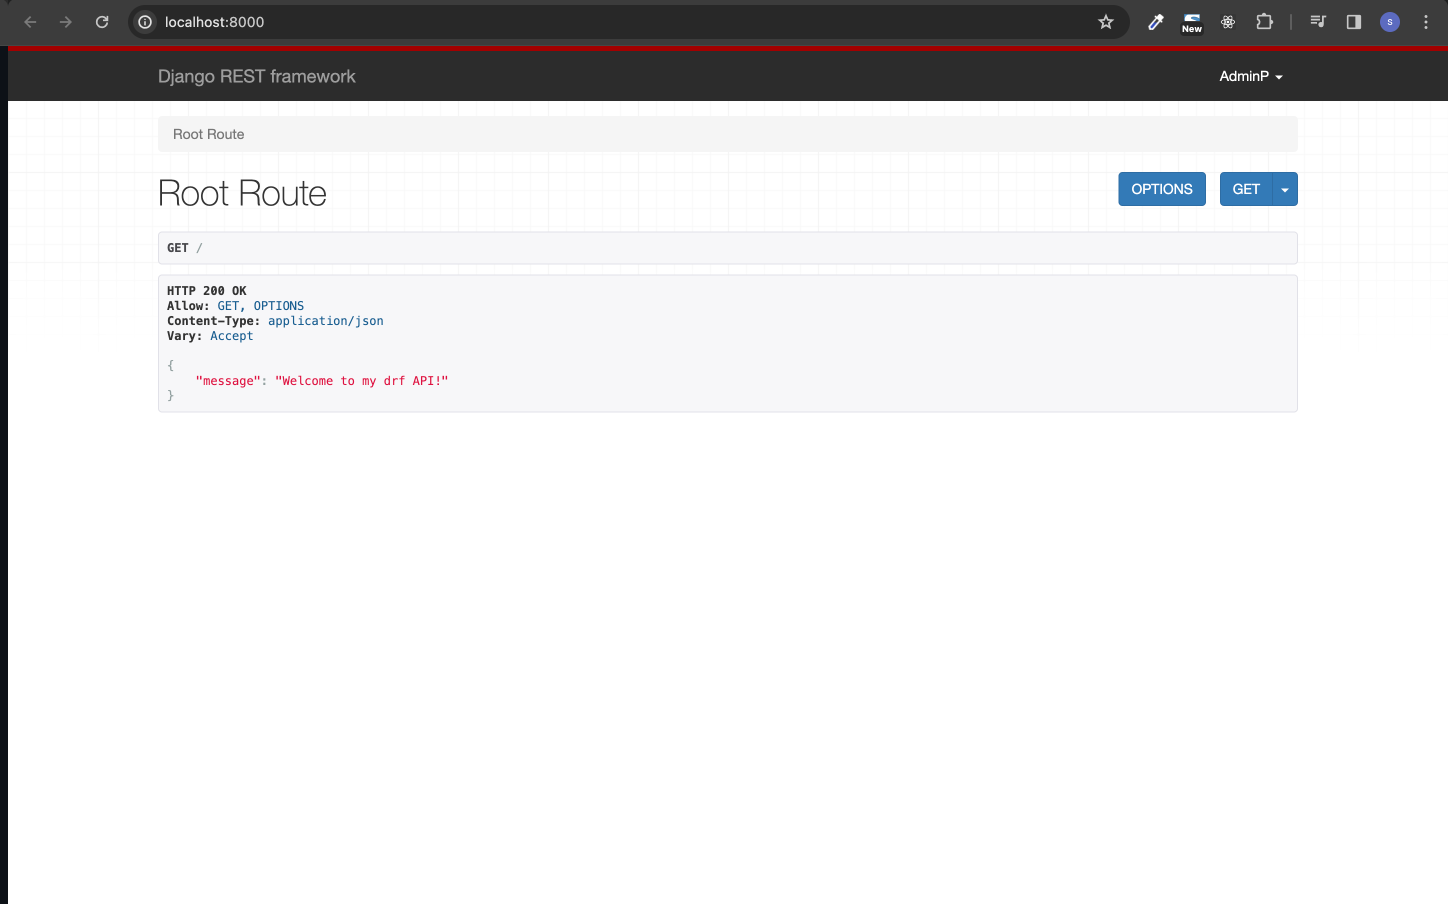 localhost:8000
New
s
Django REST framework
AdminP
Root Route
Root Route
OPTIONS
GET
GET /
HTTP 200 OK
Allow: GET, OPTIONS
Content-Type: application/json
Vary: Accept
{
"message": "Welcome to my drf API!"
}